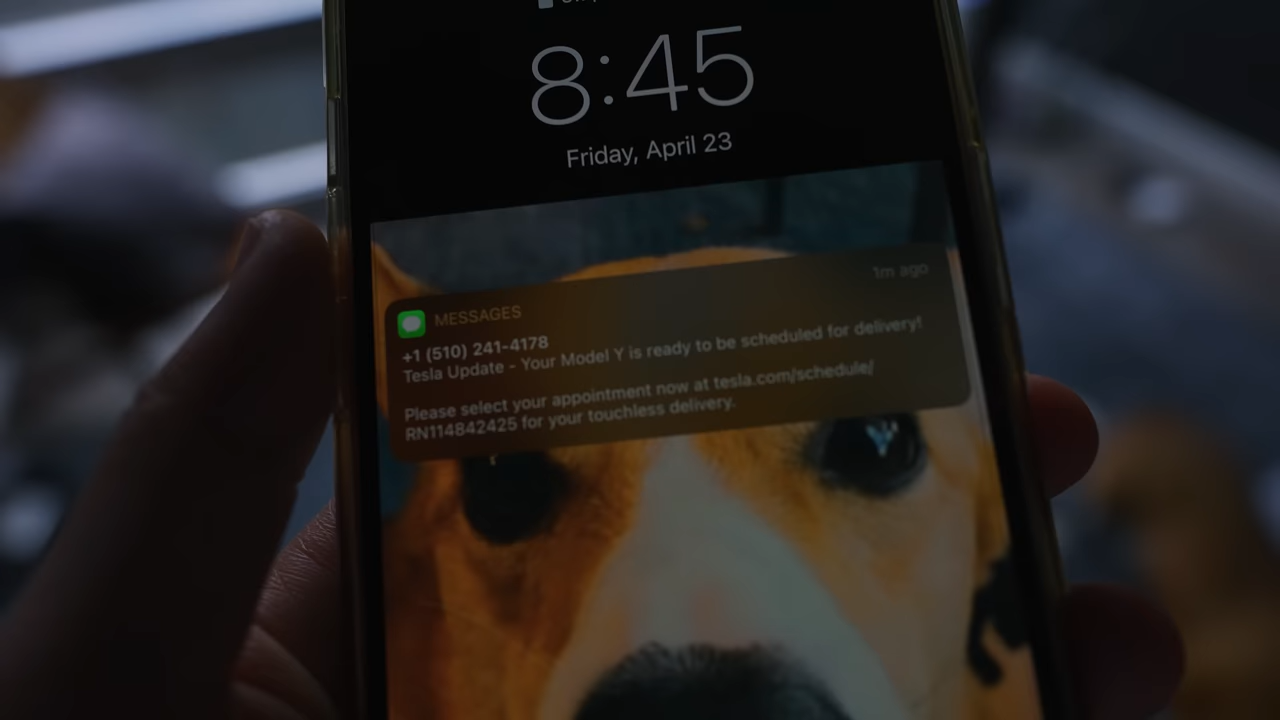 8:45
Friday, April 23
MESSAGES
1m ago
+1 (510) 241-4178
Tesla Update - Your Model Y is ready to be scheduled for delivery!
Please select your appointment now at tesla.com/schedule/
RN114842425 for your touchless delivery.